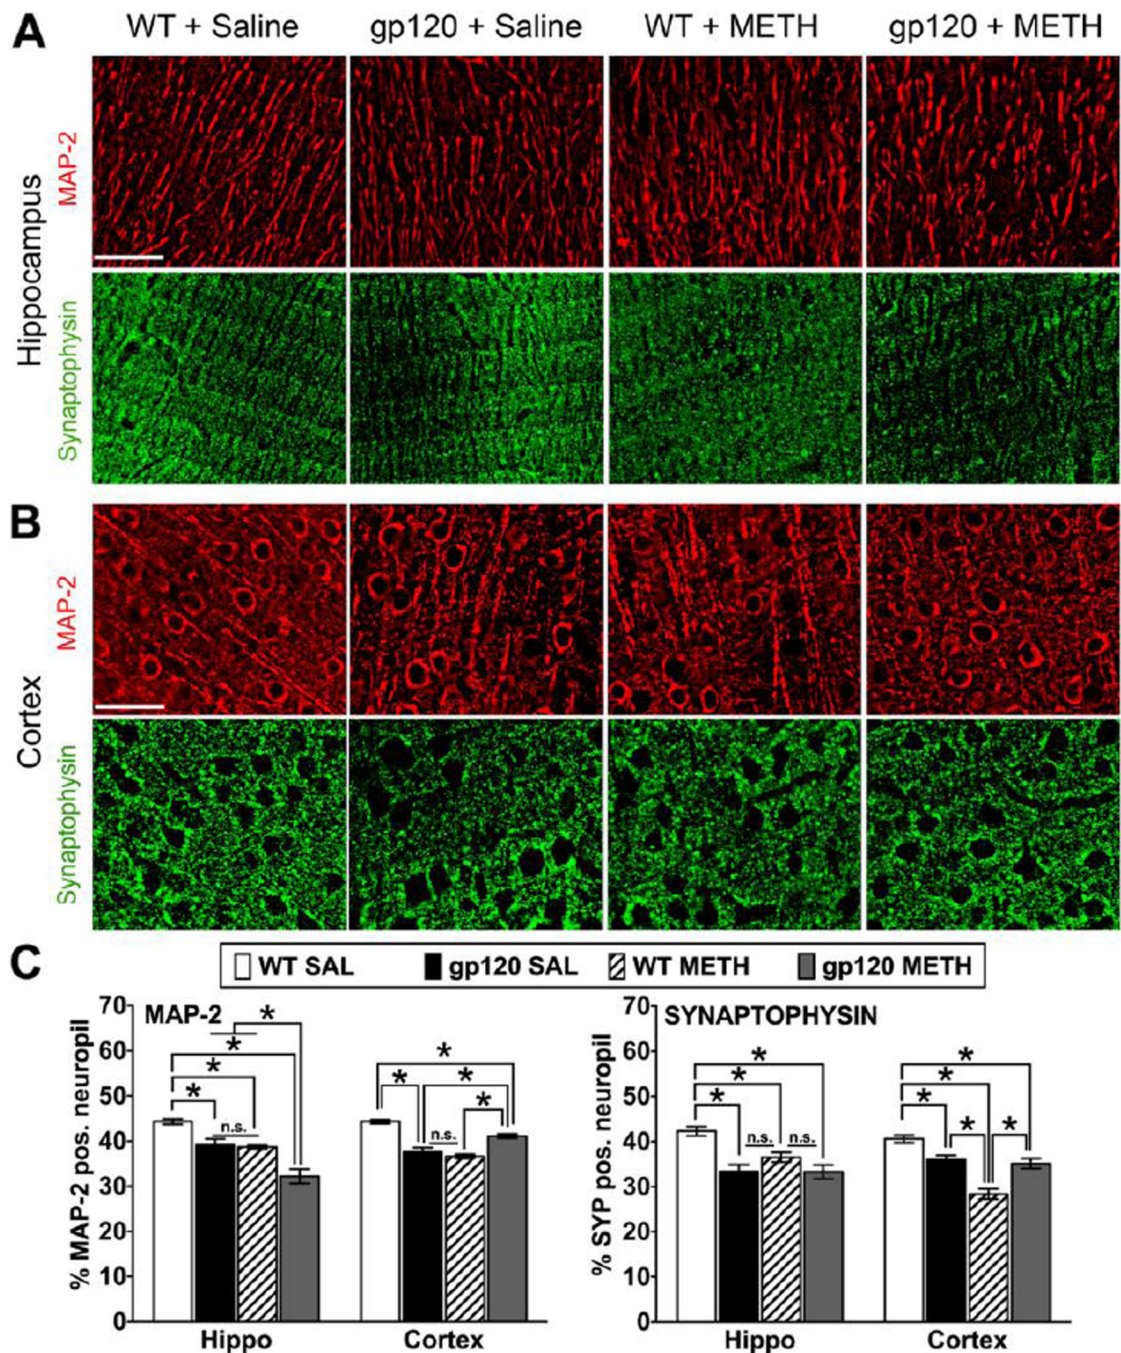 A
WT + Saline
gp120 + Saline
WT + METH
gp120 + METH
Hippocampus
MAP-2
Synaptophysin
B
Cortex
MAP-2
Synaptophysin
C
WT SAL
gp120 SAL
WT METH
gp120 METH
MAP-2
% MAP-2 pos. neuropil
70
60
50
40
30
20
10
0
*
*
*
*
n.s.
*
*
*
*
n.s.
Hippo
Cortex
SYNAPTOPHYSIN
% SYP pos. neuropil
70
60
50
40
30
20
10
0
*
*
*
n.s.
n.s.
*
*
*
*
*
Hippo
Cortex